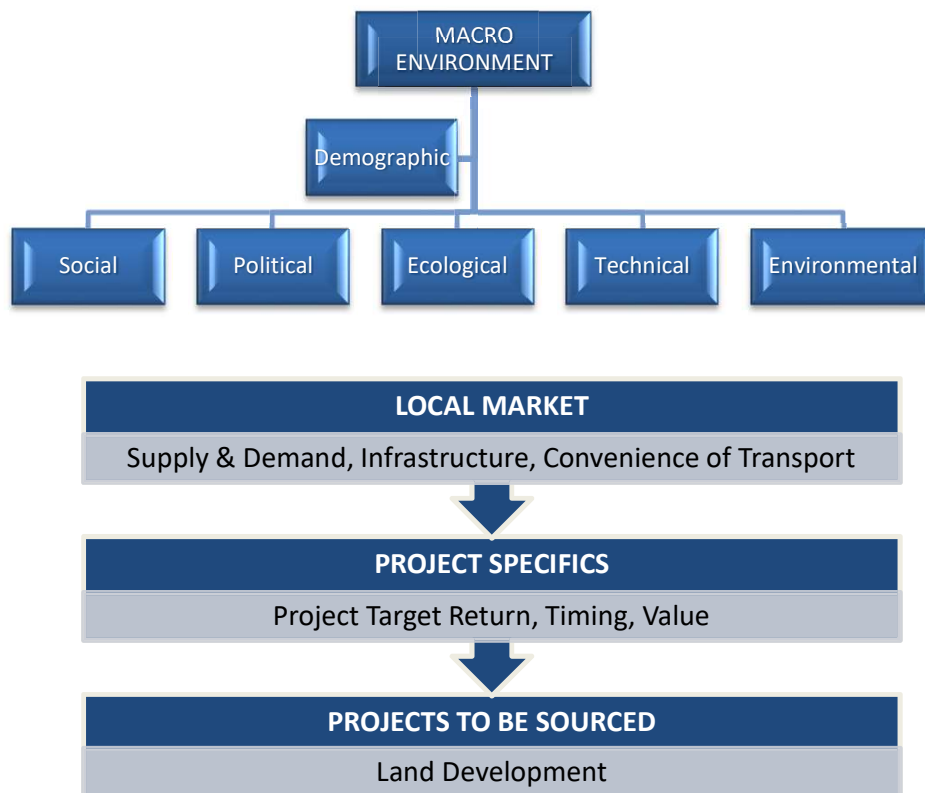 MACRO
ENVIRONMENT
Demographic
Social
Political
Ecological
Technical
Environmental
LOCAL MARKET
Supply & Demand, Infrastructure, Convenience of Transport
PROJECT SPECIFICS
Project Target Return, Timing, Value
PROJECTS TO BE SOURCED
Land Development